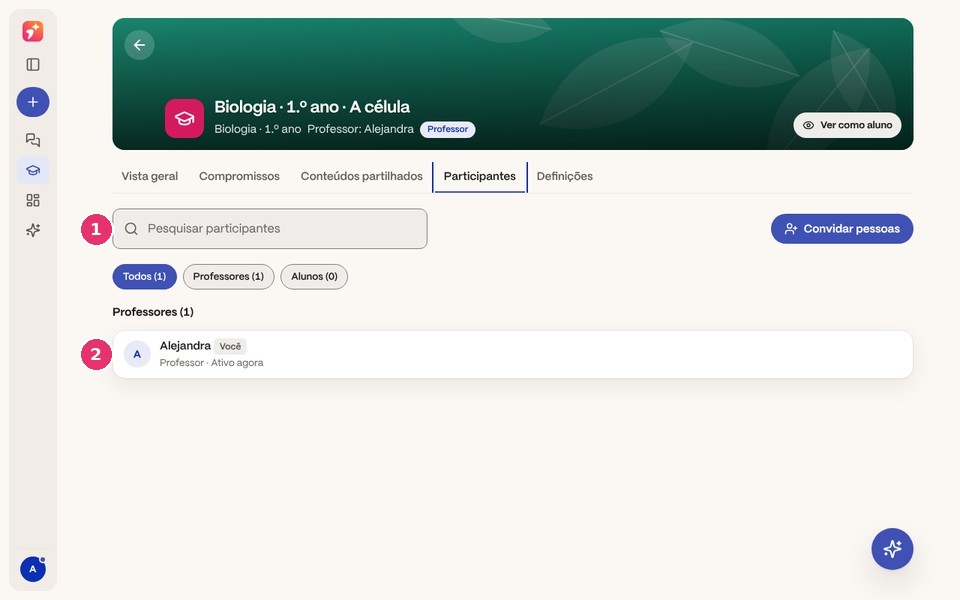 Biologia · 1.º ano · A célula
Biologia · 1.º ano Professor: Alejandra Professor
Ver como aluno
Vista geral Compromissos Conteúdos partilhados Participantes Definições
1 Pesquisar participantes Convidar pessoas
Todos (1) Professores (1) Alunos (0)
Professores (1)
2 A Alejandra Você
Professor · Ativo agora
A